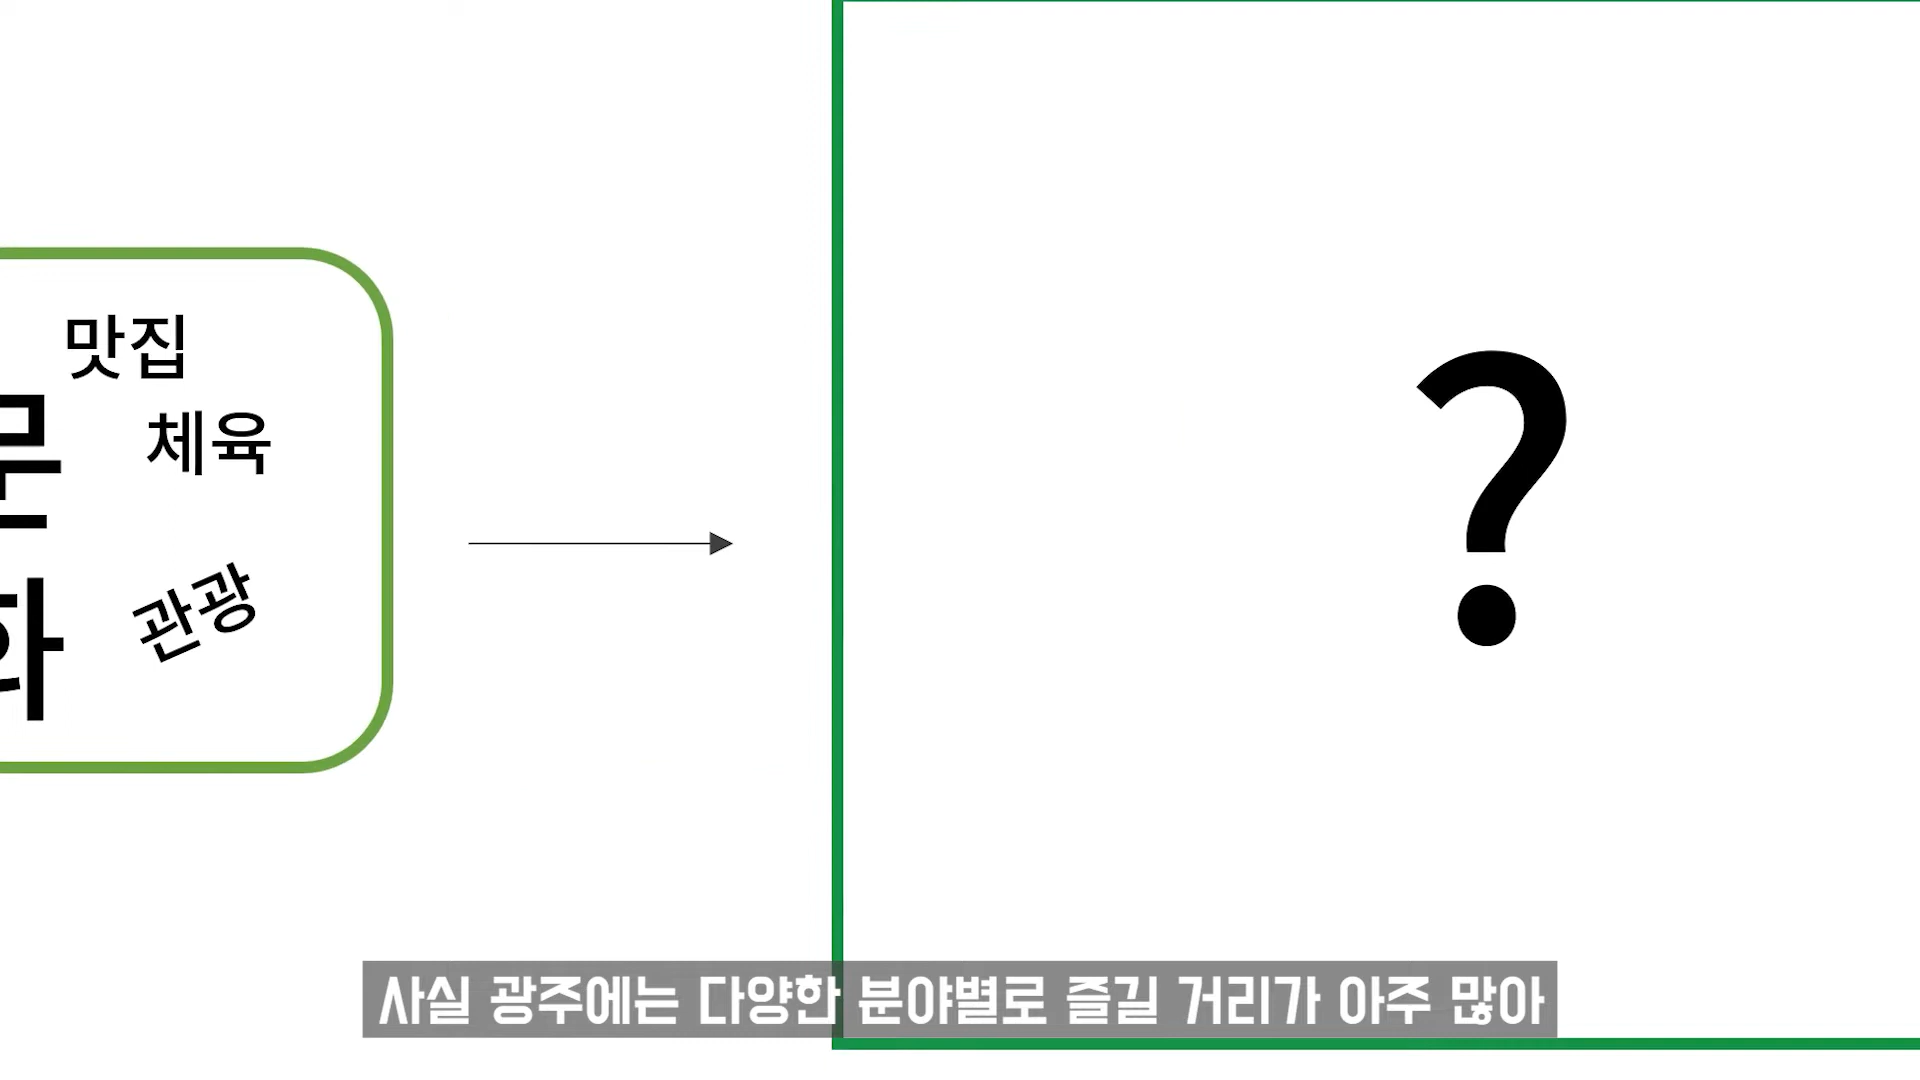 맛집
체육
관광
?
사실 광주에는 다양한 분야별로 즐길 거리가 아주 많아